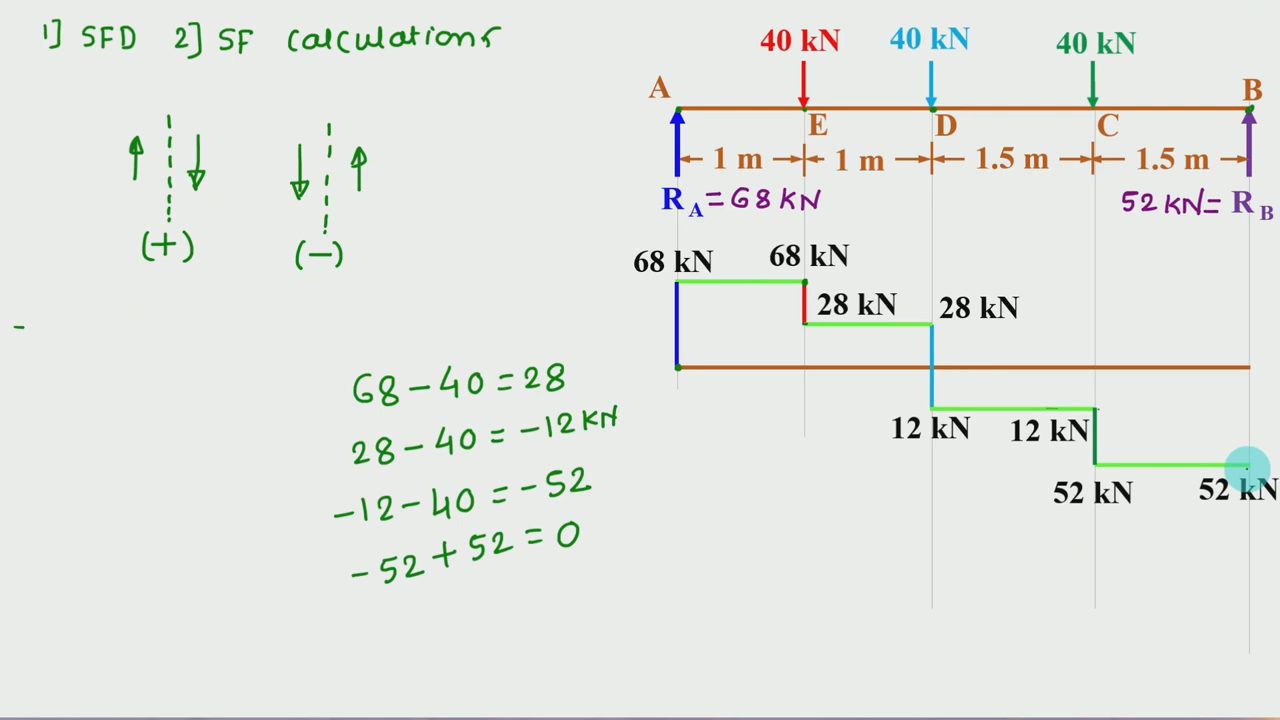 1] SFD 2] SF calculations
40 kN 40 kN 40 kN
A B
E D C
1 m 1 m 1.5 m 1.5 m
RA = 68 KN 52 KN = RB
(+) (-)
68 kN 68 kN
28 kN 28 kN
-
68 - 40 = 28
28 - 40 = -12 KN
12 kN 12 kN
-12 - 40 = -52
52 kN 52 kN
-52 + 52 = 0